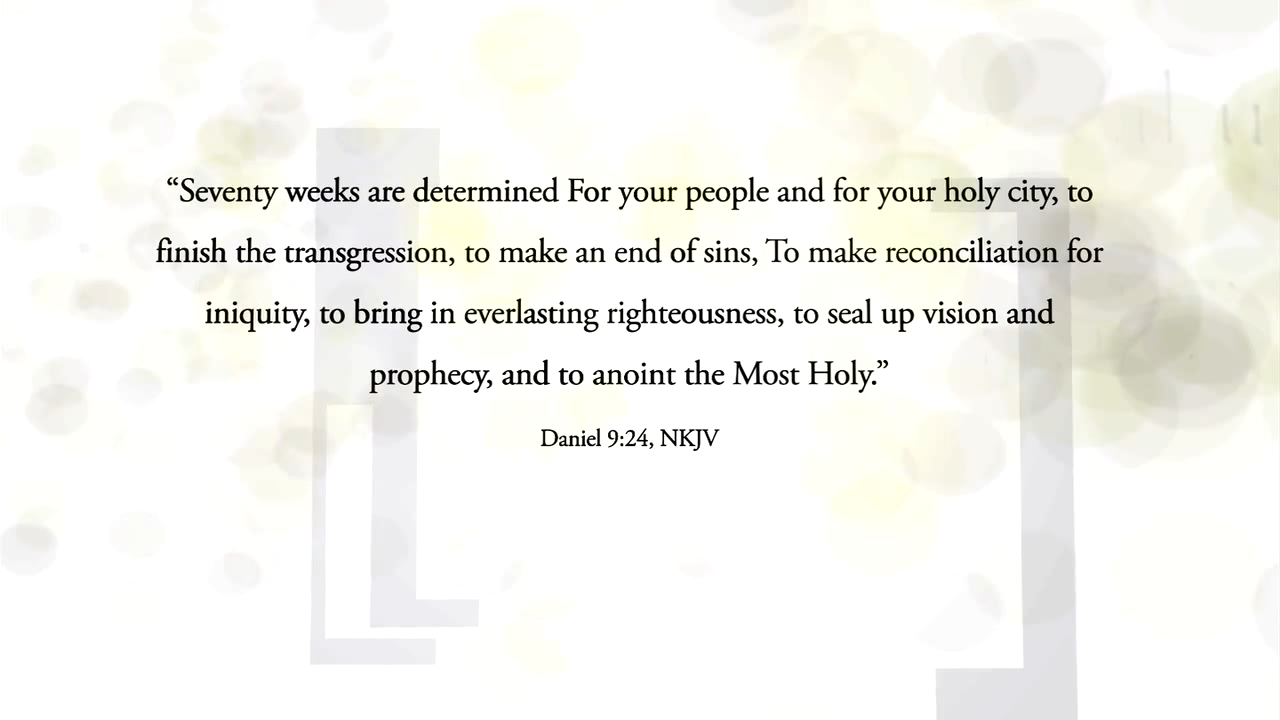 “Seventy weeks are determined For your people and for your holy city, to
finish the transgression, to make an end of sins, To make reconciliation for
iniquity, to bring in everlasting righteousness, to seal up vision and
prophecy, and to anoint the Most Holy.”
Daniel 9:24, NKJV